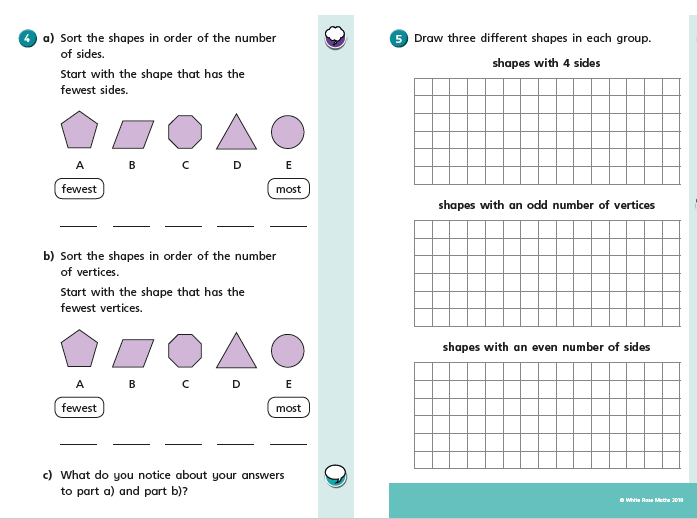 4 a) Sort the shapes in order of the number
of sides.
Start with the shape that has the
fewest sides.
A B C D E
fewest most
b) Sort the shapes in order of the number
of vertices.
Start with the shape that has the
fewest vertices.
A B C D E
fewest most
c) What do you notice about your answers
to part a) and part b)?
5 Draw three different shapes in each group.
shapes with 4 sides
shapes with an odd number of vertices
shapes with an even number of sides